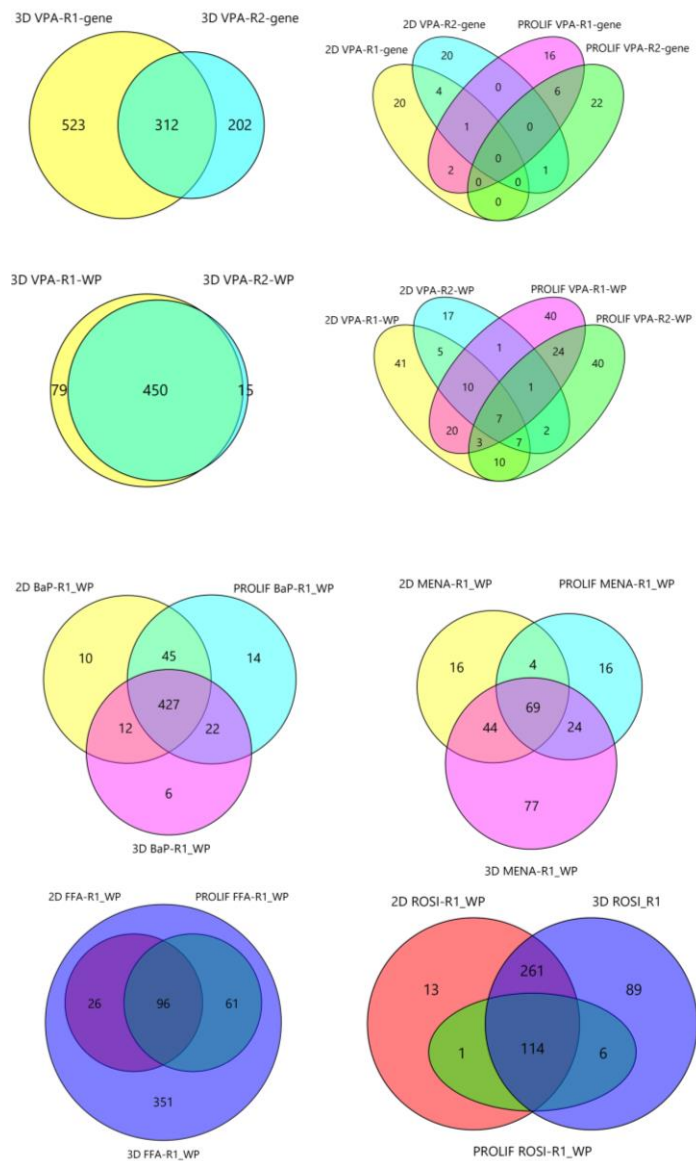 3D VPA-R1-gene
3D VPA-R2-gene
523
312
202
2D VPA-R2-gene
PROLIF VPA-R1-gene
2D VPA-R1-gene
PROLIF VPA-R2-gene
20
16
4
0
6
20
22
1
0
0
2
1
0
0
0
3D VPA-R1-WP
3D VPA-R2-WP
79
450
15
2D VPA-R2-WP
PROLIF VPA-R1-WP
2D VPA-R1-WP
PROLIF VPA-R2-WP
17
40
5
1
24
41
40
10
1
7
20
2
3
7
10
2D BaP-R1_WP
PROLIF BaP-R1_WP
10
45
14
427
12
22
6
3D BaP-R1_WP
2D MENA-R1_WP
PROLIF MENA-R1_WP
16
4
16
69
44
24
77
3D MENA-R1_WP
2D FFA-R1_WP
PROLIF FFA-R1_WP
26
96
61
351
3D FFA-R1_WP
2D ROSI-R1_WP
3D ROSI_R1
261
13
89
1
114
6
PROLIF ROSI-R1_WP